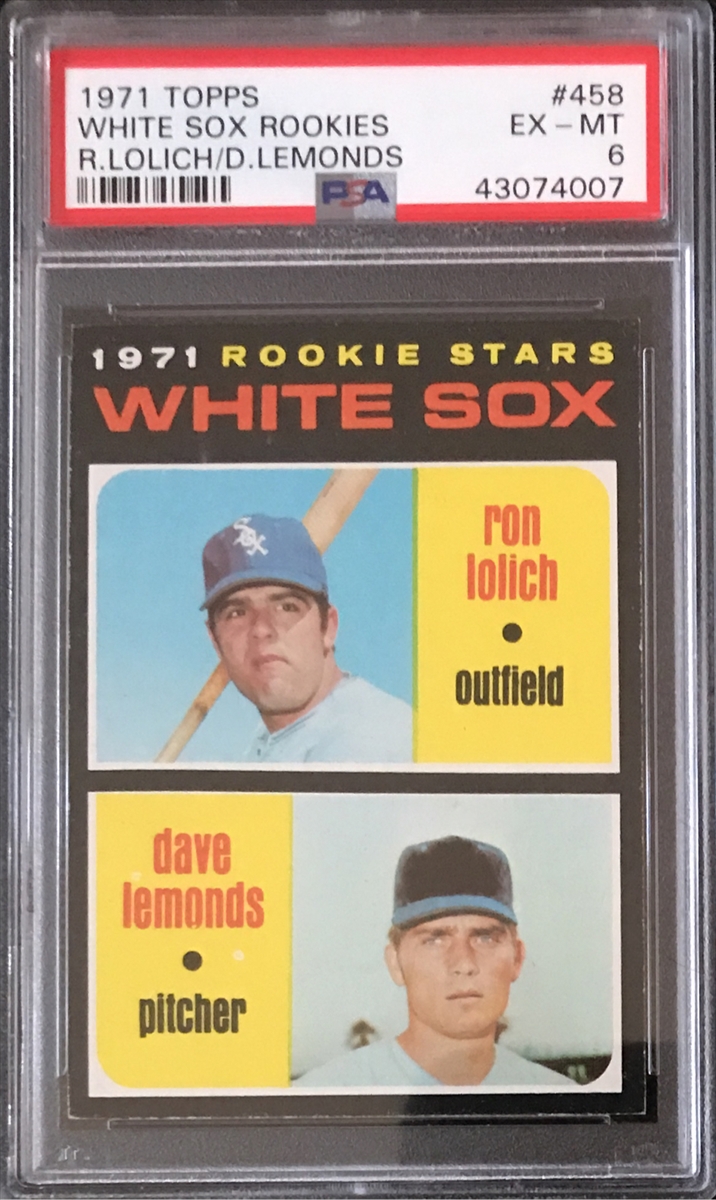 1971 TOPPS #458
WHITE SOX ROOKIES EX - MT
R.LOLICH/D.LEMONDS 6
PSA 43074007
1971 ROOKIE STARS
WHITE SOX
SOX
ron
lolich
outfield
dave
lemonds
pitcher